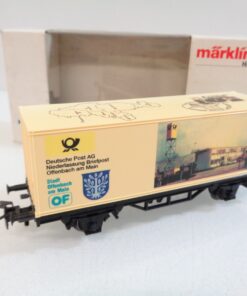 märklin
H
Deutsche Post AG
Niederlassung Briefpost
Offenbach am Main
Stadt
Offenbach
am Main
OF